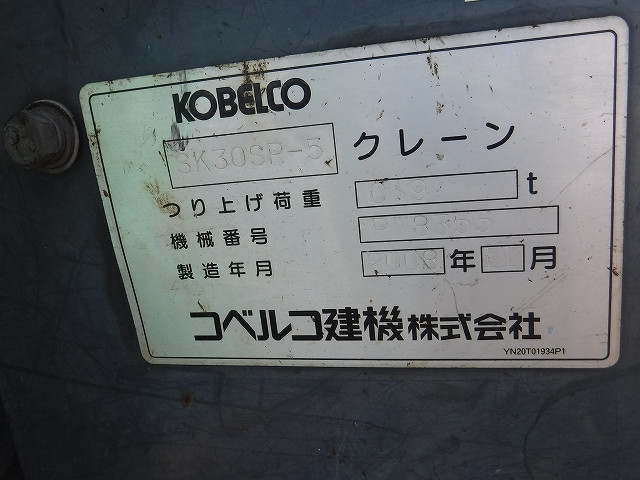 KOBELCO
SK30SR-5 クレーン
つり上げ荷重 t
機械番号
製造年月 年 月
コベルコ建機株式会社
YN20T01934P1